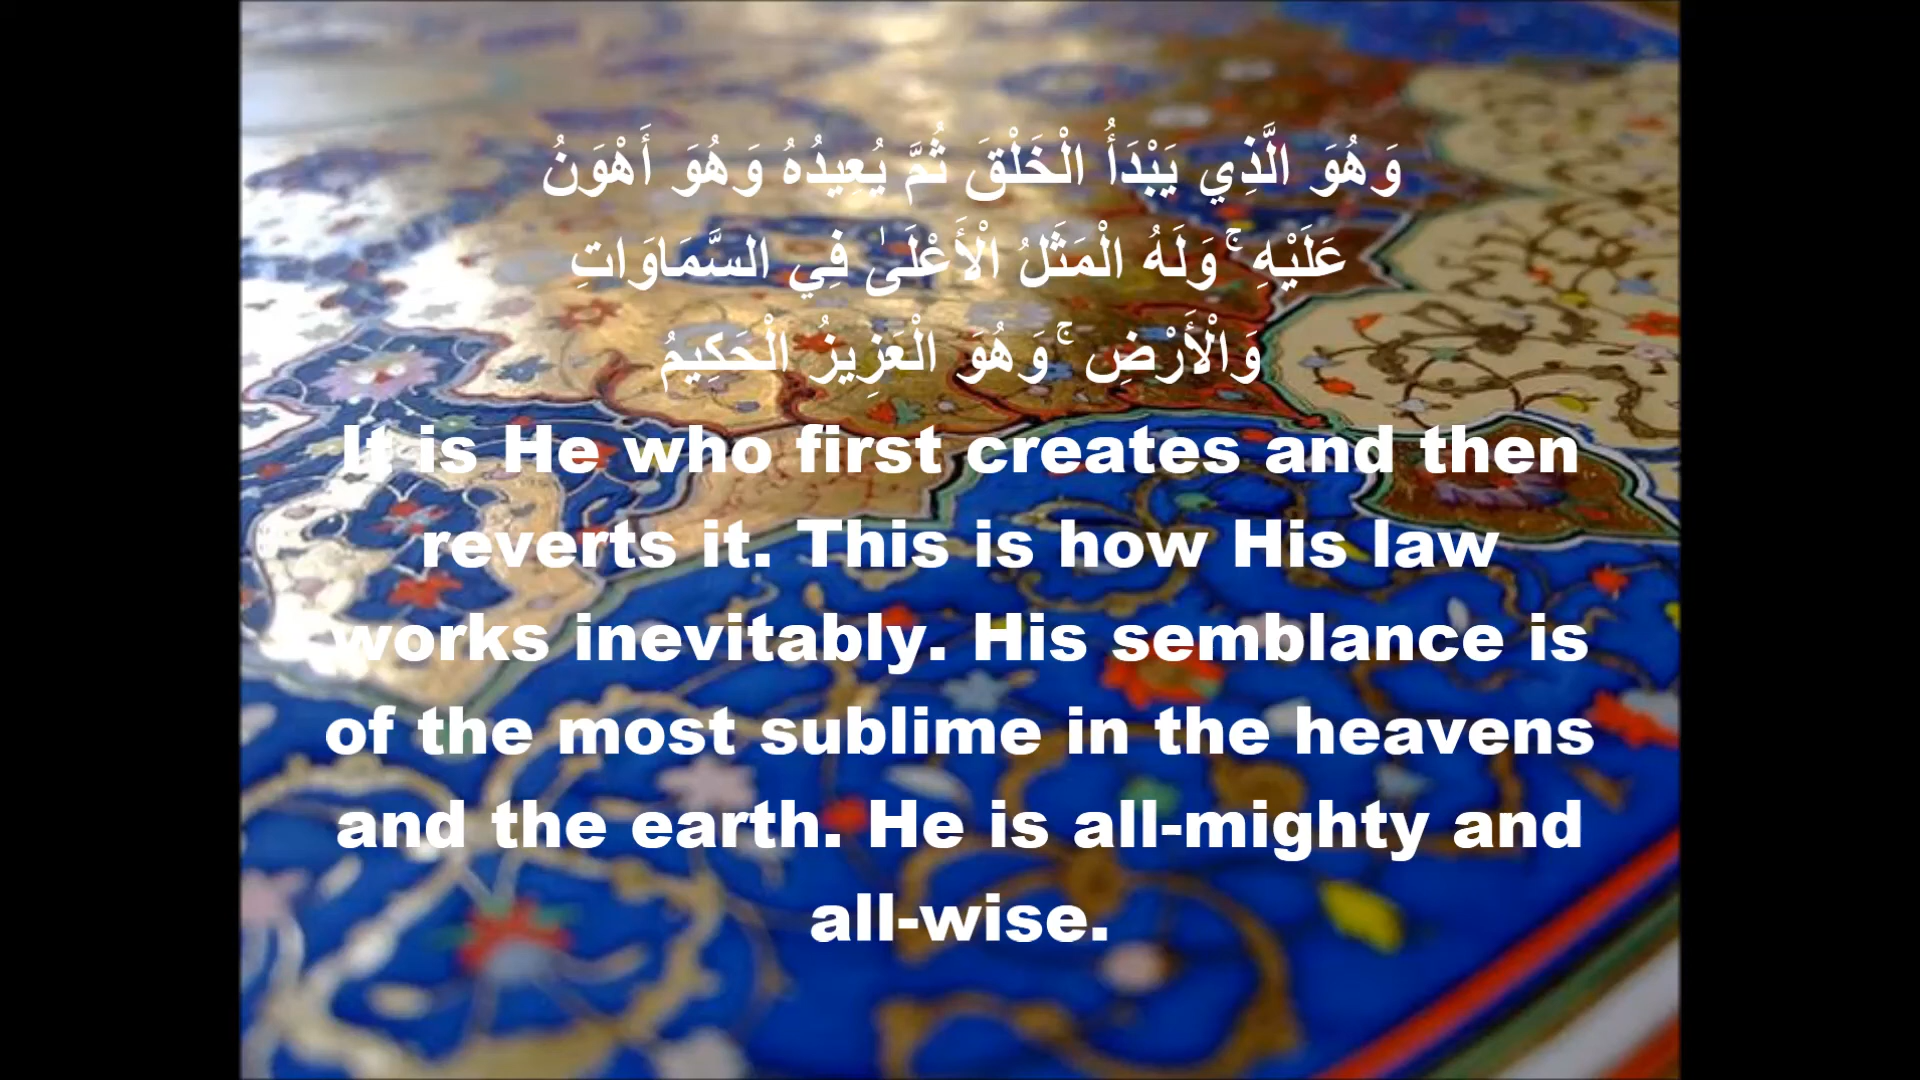 وَهُوَ الَّذِي يَبْدَأُ الْخَلْقَ ثُمَّ يُعِيدُهُ وَهُوَ أَهْوَنُ
عَلَيْهِ ۚ وَلَهُ الْمَثَلُ الْأَعْلَىٰ فِي السَّمَاوَاتِ
وَالْأَرْضِ ۚ وَهُوَ الْعَزِيزُ الْحَكِيمُ
It is He who first creates and then
reverts it. This is how His law
works inevitably. His semblance is
of the most sublime in the heavens
and the earth. He is all-mighty and
all-wise.